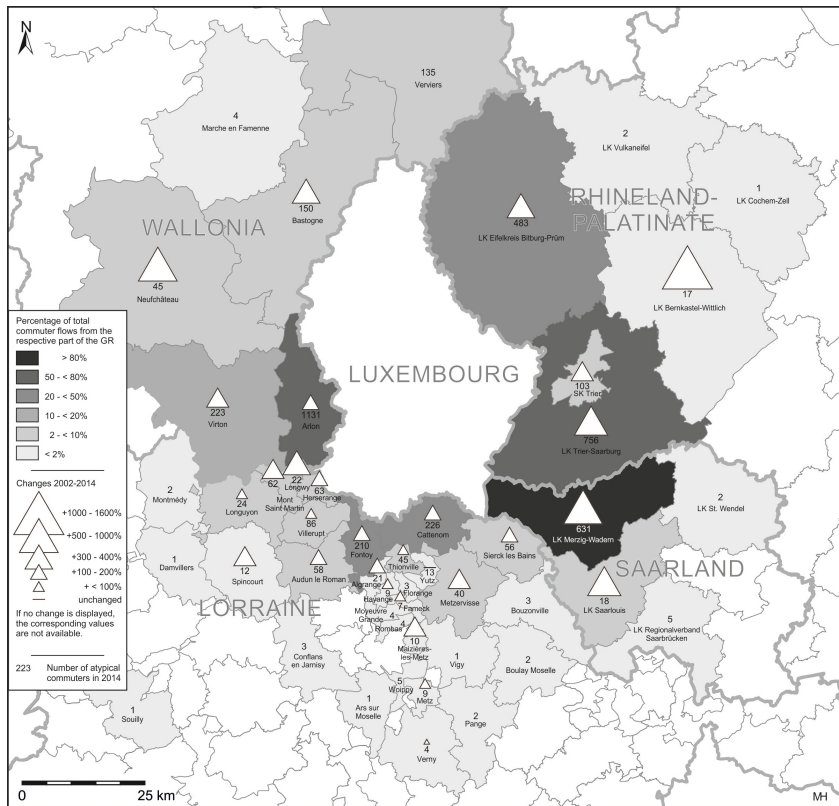 N
135
Verviers
4
Marche en Famenne
2
LK Vulkaneifel
1
LK Cochem-Zell
RHINELAND-
PALATINATE
150
Bastogne
483
LK Eifelkreis Bitburg-Prüm
WALLONIA
45
Neufchâteau
17
LK Bernkastel-Wittlich
Percentage of total
commuter flows from the
respective part of the GR
> 80%
50 - < 80%
20 - < 50%
10 - < 20%
2 - < 10%
< 2%
Changes 2002-2014
+1000 - 1600%
+500 - 1000%
+300 - 400%
+100 - 200%
+ < 100%
unchanged
If no change is displayed,
the corresponding values
are not available.
223 Number of atypical
commuters in 2014
LUXEMBOURG
103
SK Trier
223
Virton
1131
Arlon
756
LK Trier-Saarburg
2
Montmédy
62
Mont
Saint Martin
22
Longwy
63
Herserange
24
Longuyon
86
Villerupt
631
LK Merzig-Wadern
2
LK St. Wendel
1
Damvillers
12
Spincourt
58
Audun le Roman
210
Fontoy
226
Cattenom
56
Sierck les Bains
45
Thionville
13
Yutz
21
Algrange
9
Hayange
3
Florange
7
Fameck
40
Metzervisse
18
LK Saarlouis
SAARLAND
LORRAINE
Moyeuvre
Grande
4
Rombas
4
3
Bouzonville
5
LK Regionalverband
Saarbrücken
10
Maizières-
les-Metz
3
Conflans
en Jarnisy
1
Vigy
2
Boulay Moselle
1
Souilly
5
Woippy
9
Metz
1
Ars sur
Moselle
2
Pange
4
Verny
0 25 km
MH